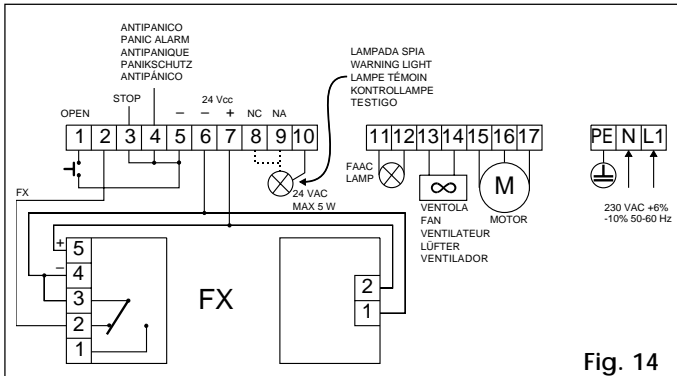 ANTIPANICO
PANIC ALARM
ANTIPANIQUE
PANIKSCHUTZ
ANTIPÁNICO
LAMPADA SPIA
WARNING LIGHT
LAMPE TÉMOIN
KONTROLLAMPE
TESTIGO
STOP
24 Vcc
OPEN – – + NC NA
1 2 3 4 5 6 7 8 9 10
11 12 13 14 15 16 17
PE N L1
FX
24 VAC
MAX 5 W
FAAC
LAMP
VENTOLA
FAN
VENTILATEUR
LÜFTER
VENTILADOR
M
MOTOR
230 VAC +6%
-10% 50-60 Hz
+ 5
– 4
3
2
1
FX
2
1
Fig. 14